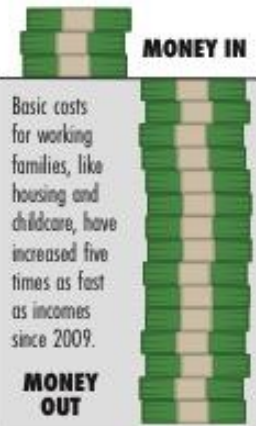 MONEY IN
Basic costs
for working
families, like
housing and
childcare, have
increased five
times as fast
as incomes
since 2009.
MONEY
OUT